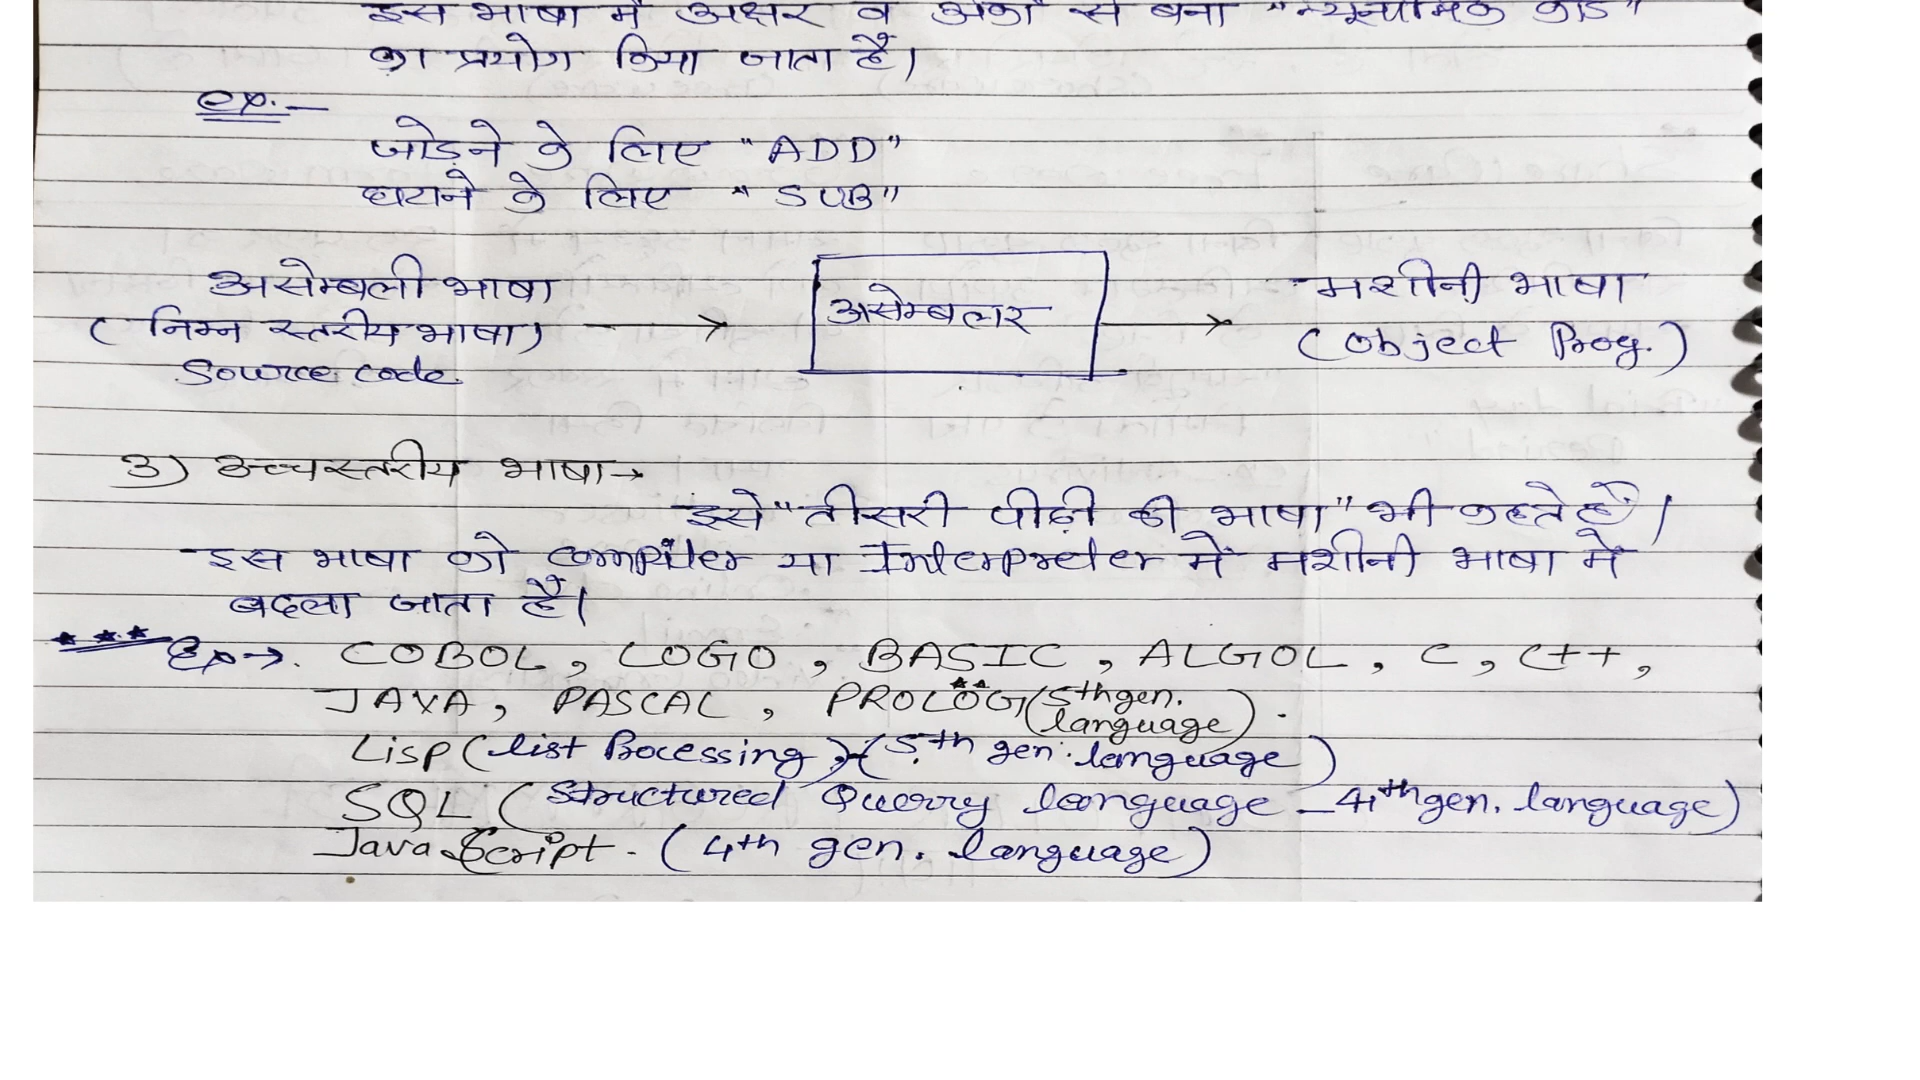 इस भाषा में अक्षर व अंकों से बना "न्यूमोनिक कोड"
का प्रयोग किया जाता है।
ex:-
जोड़ने के लिए "ADD"
घटाने के लिए "SUB"
असेम्बली भाषा
(निम्न स्तरीय भाषा) →
Source code
असेम्बलर →
मशीनी भाषा
(Object Prog.)
3) उच्चस्तरीय भाषा→
इसे "तीसरी पीढ़ी की भाषा" भी कहते हैं।
इस भाषा को compiler या Interpreter में मशीनी भाषा में
बदला जाता है।
*** Ex→. COBOL, LOGO, BASIC, ALGOL, C, C++,
JAVA, PASCAL, PROLOG (5th gen. language).
Lisp (list Processing) - (5th gen. language)
SQL (Structured Query language - 4th gen. language)
Java Script - (4th gen. language)